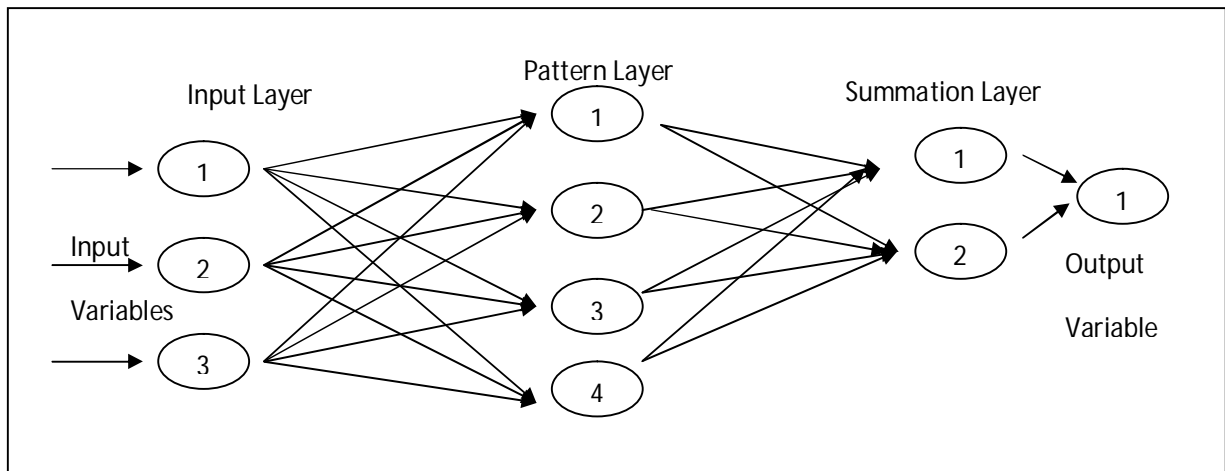 Pattern Layer
Input Layer
Summation Layer
1
1
1
2
1
Input
2
2
Output
Variables
3
Variable
3
4